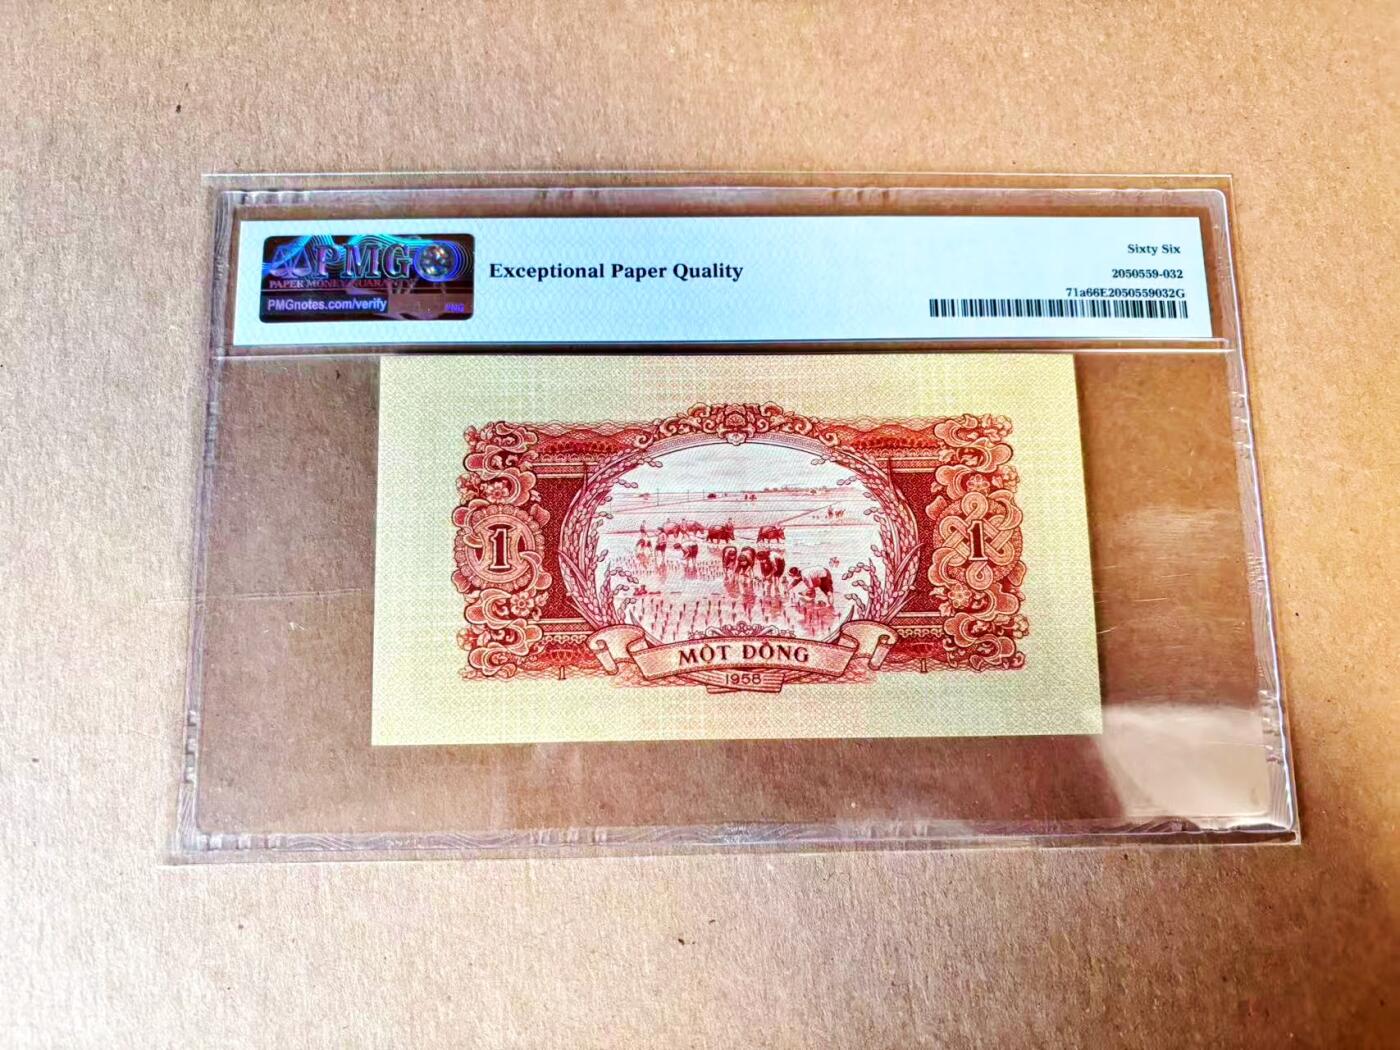 PMG
PAPER MONEY GUARANTY
PMGnotes.com/verify
PMG
Exceptional Paper Quality
Sixty Six
2050559-032
71a66E2050559032G
1
1
MỘT ĐỒNG
1958